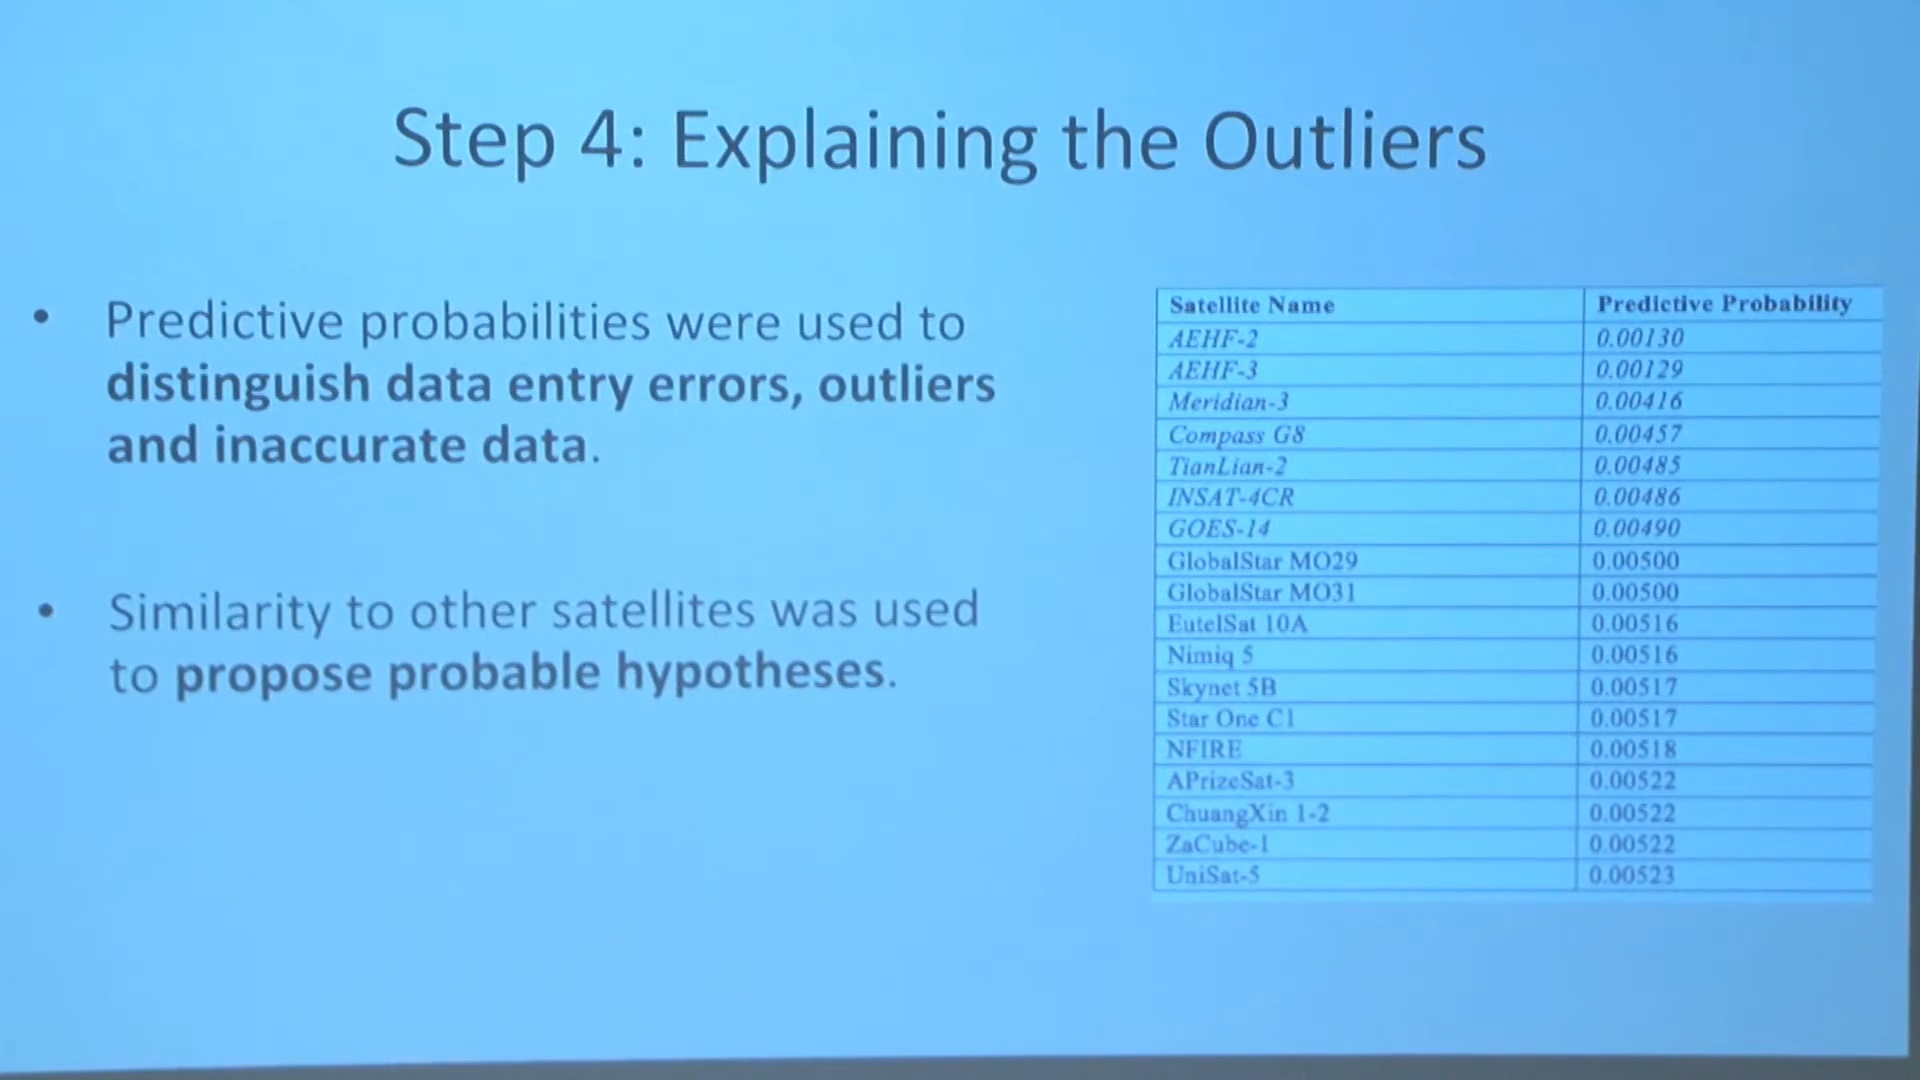 Step 4: Explaining the Outliers
• Predictive probabilities were used to
distinguish data entry errors, outliers
and inaccurate data.
• Similarity to other satellites was used
to propose probable hypotheses.
Satellite Name Predictive Probability
AEHF-2 0.00130
AEHF-3 0.00129
Meridian-3 0.00416
Compass G8 0.00457
TianLian-2 0.00485
INSAT-4CR 0.00486
GOES-14 0.00490
GlobalStar MO29 0.00500
GlobalStar MO31 0.00500
EutelSat 10A 0.00516
Nimiq 5 0.00516
Skynet 5B 0.00517
Star One C1 0.00517
NFIRE 0.00518
APrizeSat-3 0.00522
ChuangXin 1-2 0.00522
ZaCube-1 0.00522
UniSat-5 0.00523